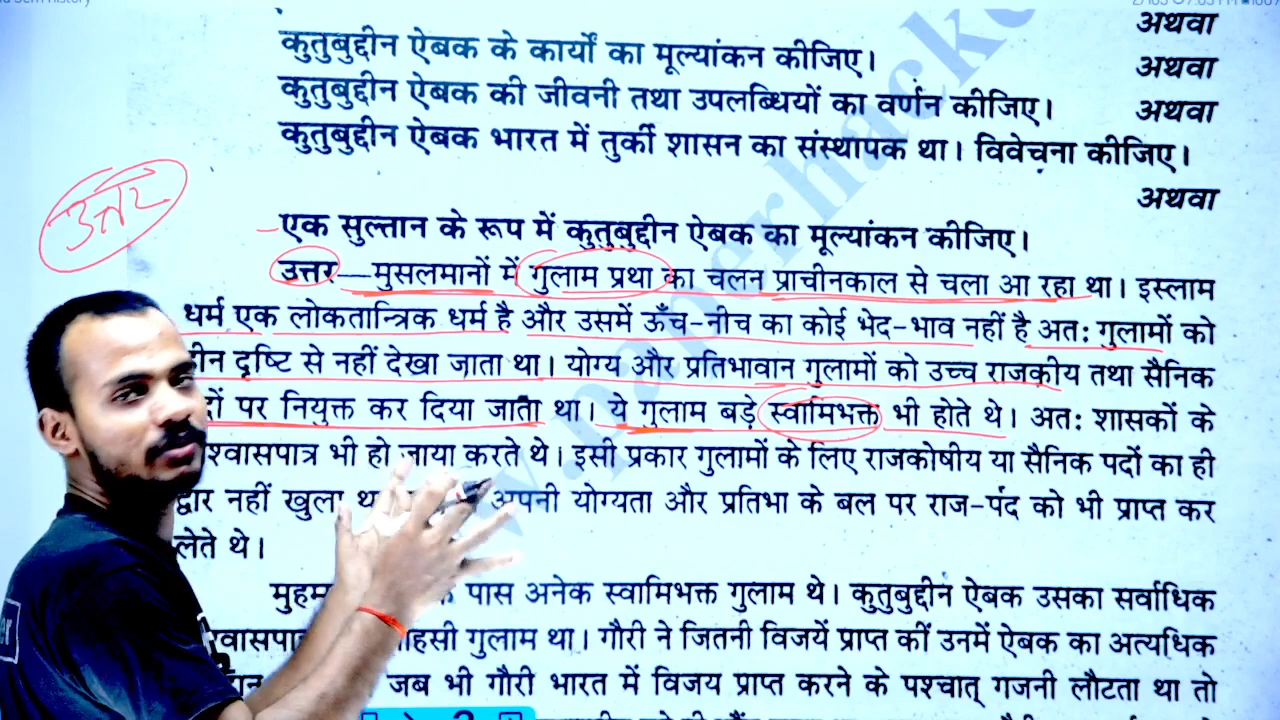 अथवा
कुतुबुद्दीन ऐबक के कार्यों का मूल्यांकन कीजिए।
अथवा
कुतुबुद्दीन ऐबक की जीवनी तथा उपलब्धियों का वर्णन कीजिए।
अथवा
कुतुबुद्दीन ऐबक भारत में तुर्की शासन का संस्थापक था। विवेचना कीजिए।
अथवा
उत्तर
एक सुल्तान के रूप में कुतुबुद्दीन ऐबक का मूल्यांकन कीजिए।
उत्तर—मुसलमानों में गुलाम प्रथा का चलन प्राचीनकाल से चला आ रहा था। इस्लाम
धर्म एक लोकतान्त्रिक धर्म है और उसमें ऊँच-नीच का कोई भेद-भाव नहीं है अत: गुलामों को
दृष्टि से नहीं देखा जाता था। योग्य और प्रतिभावान गुलामों को उच्च राजकीय तथा सैनिक
पर नियुक्त कर दिया जाता था। ये गुलाम बड़े स्वामिभक्त भी होते थे। अत: शासकों के
भी हो जाया करते थे। इसी प्रकार गुलामों के लिए राजकोषीय या सैनिक पदों का ही
द्वार नहीं खुला अपनी योग्यता और प्रतिभा के बल पर राज-पद को भी प्राप्त कर
लेते थे।
पास अनेक स्वामिभक्त गुलाम थे। कुतुबुद्दीन ऐबक उसका सर्वाधिक
गुलाम था। गौरी ने जितनी विजयें प्राप्त कीं उनमें ऐबक का अत्यधिक
जब भी गौरी भारत में विजय प्राप्त करने के पश्चात् गजनी लौटता था तो